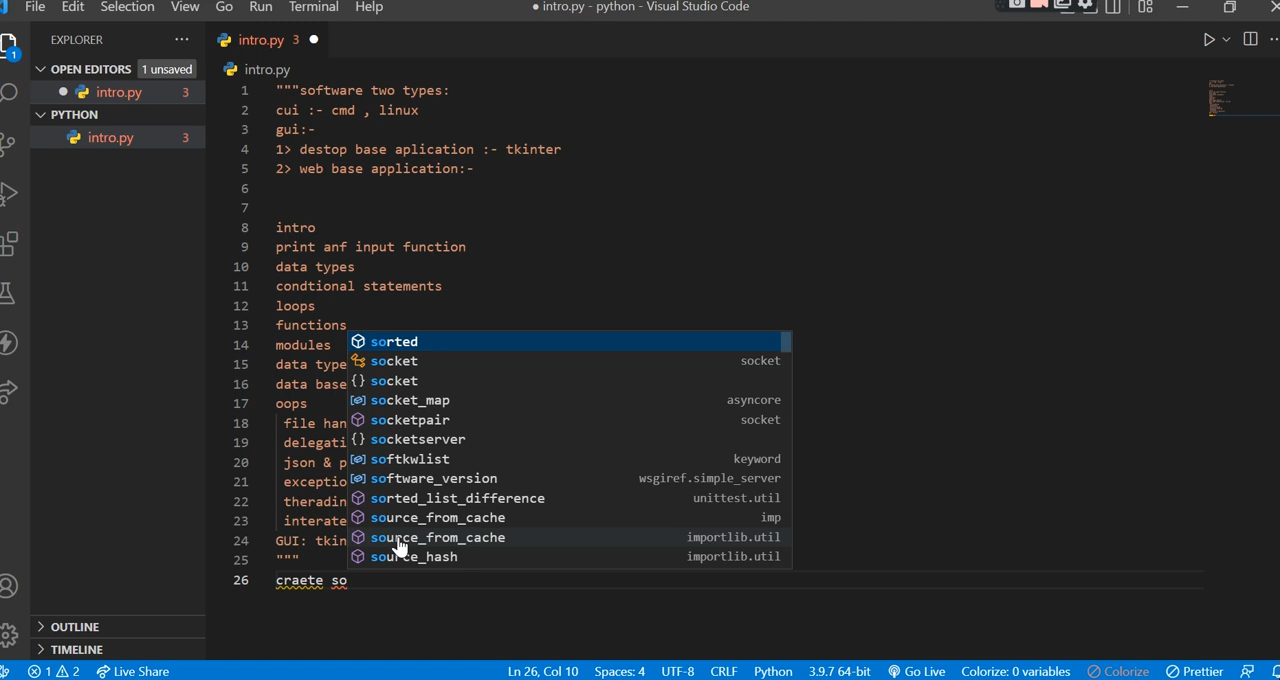 File Edit Selection View Go Run Terminal Help ● intro.py - python - Visual Studio Code
EXPLORER ···
1
OPEN EDITORS 1 unsaved
intro.py 3
PYTHON
intro.py 3
OUTLINE
TIMELINE
intro.py 3
intro.py
1 """software two types:
2 cui :- cmd , linux
3 gui:-
4 1> destop base aplication :- tkinter
5 2> web base application:-
6
7
8 intro
9 print anf input function
10 data types
11 condtional statements
12 loops
13 functions
14 modules
15 data type
16 data base
17 oops
18 file han
19 delegati
20 json & p
21 exceptio
22 theradin
23 interate
24 GUI: tkin
25 """
26 craete so
sorted
socket socket
socket
socket_map asyncore
socketpair socket
socketserver
softkwlist keyword
software_version wsgiref.simple_server
sorted_list_difference unittest.util
source_from_cache imp
source_from_cache importlib.util
source_hash importlib.util
1 2 Live Share Ln 26, Col 10 Spaces: 4 UTF-8 CRLF Python 3.9.7 64-bit Go Live Colorize: 0 variables Colorize Prettier